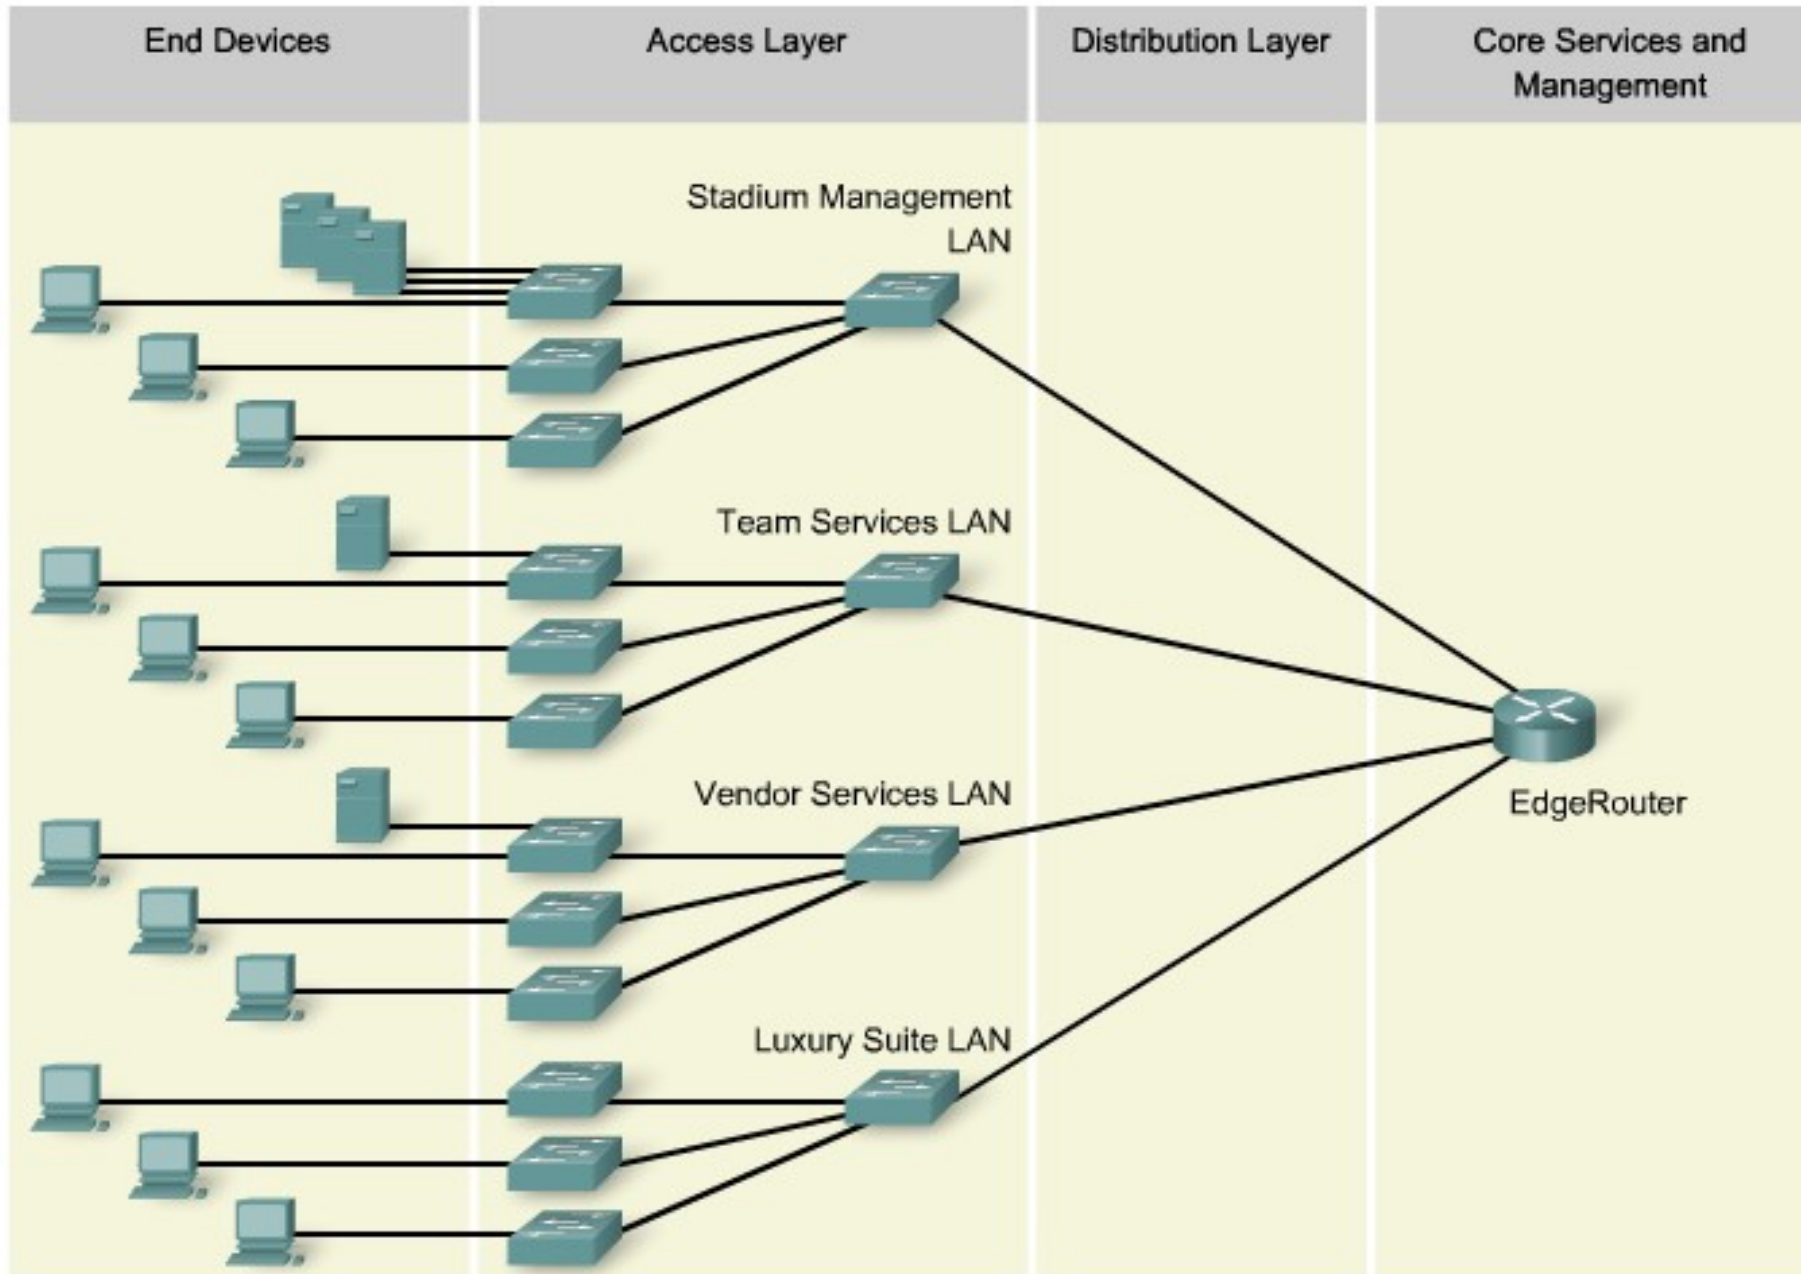 End Devices
Access Layer
Distribution Layer
Core Services and
Management
Stadium Management
LAN
Team Services LAN
Vendor Services LAN
EdgeRouter
Luxury Suite LAN